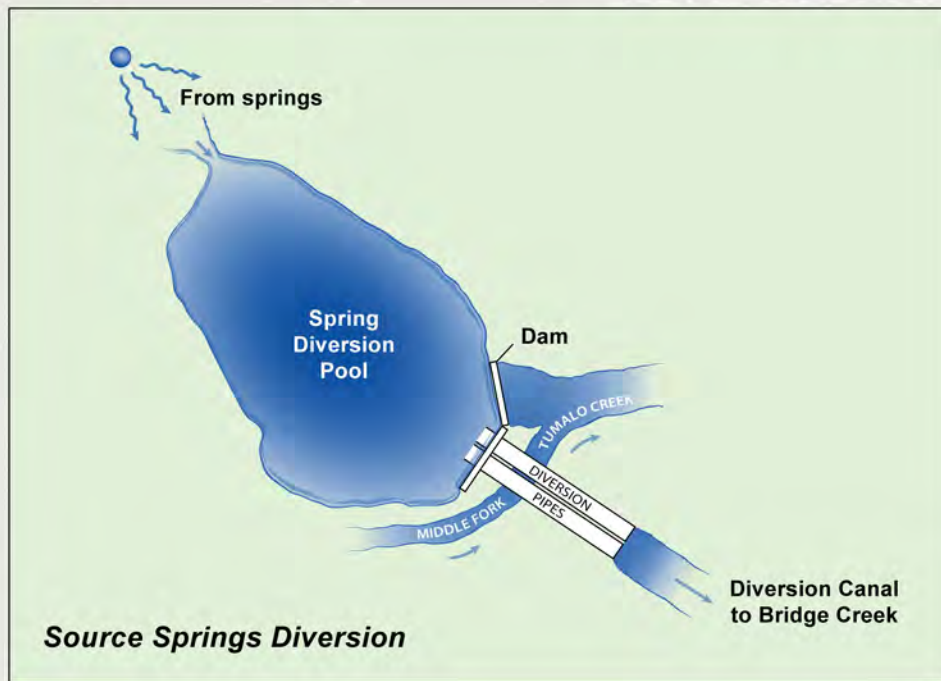 From springs
Spring
Diversion
Pool
Dam
TUMALO CREEK
MIDDLE FORK
DIVERSION
PIPES
Diversion Canal
to Bridge Creek
Source Springs Diversion